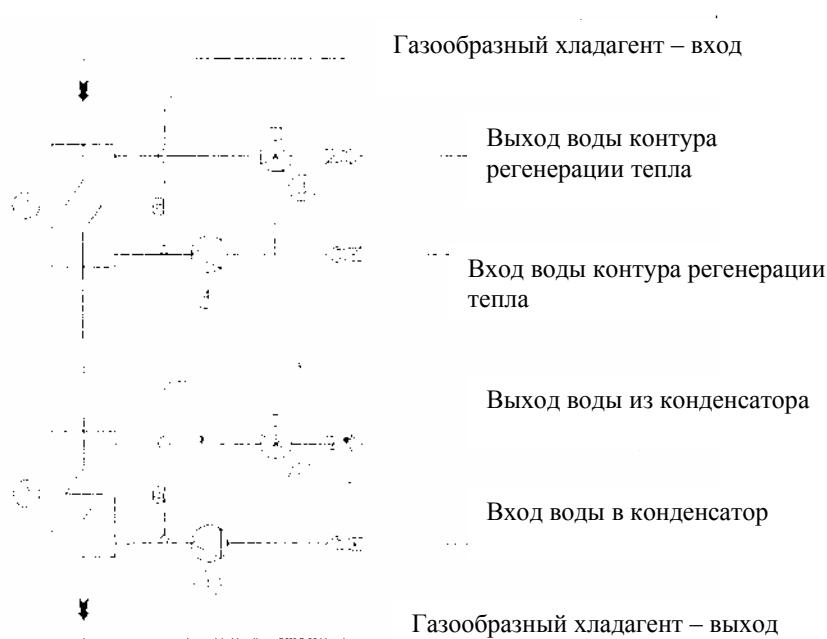 Газообразный хладагент – вход
Выход воды контура
регенерации тепла
Вход воды контура регенерации
тепла
Выход воды из конденсатора
Вход воды в конденсатор
Газообразный хладагент – выход